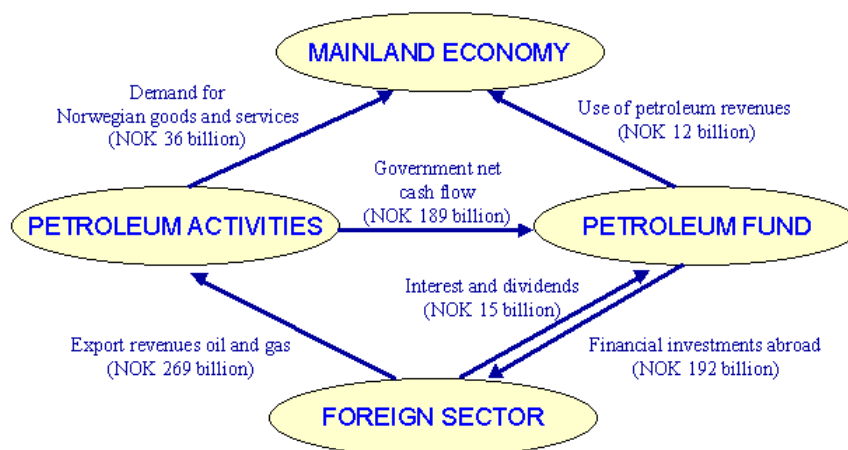 MAINLAND ECONOMY
Demand for
Norwegian goods and services
(NOK 36 billion)
Use of petroleum revenues
(NOK 12 billion)
Government net
cash flow
(NOK 189 billion)
PETROLEUM ACTIVITIES
PETROLEUM FUND
Interest and dividends
(NOK 15 billion)
Export revenues oil and gas
(NOK 269 billion)
Financial investments abroad
(NOK 192 billion)
FOREIGN SECTOR